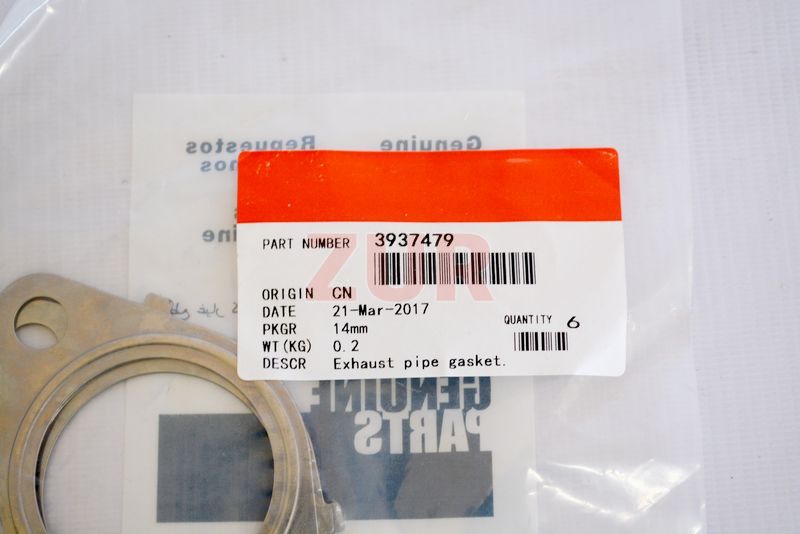 Genuine
Repuestos
PART NUMBER 3937479
ZUR
ORIGIN CN
DATE 21-Mar-2017
PKGR 14mm
QUANTITY 6
WT(KG) 0.2
DESCR Exhaust pipe gasket.
GENUINE
PARTS